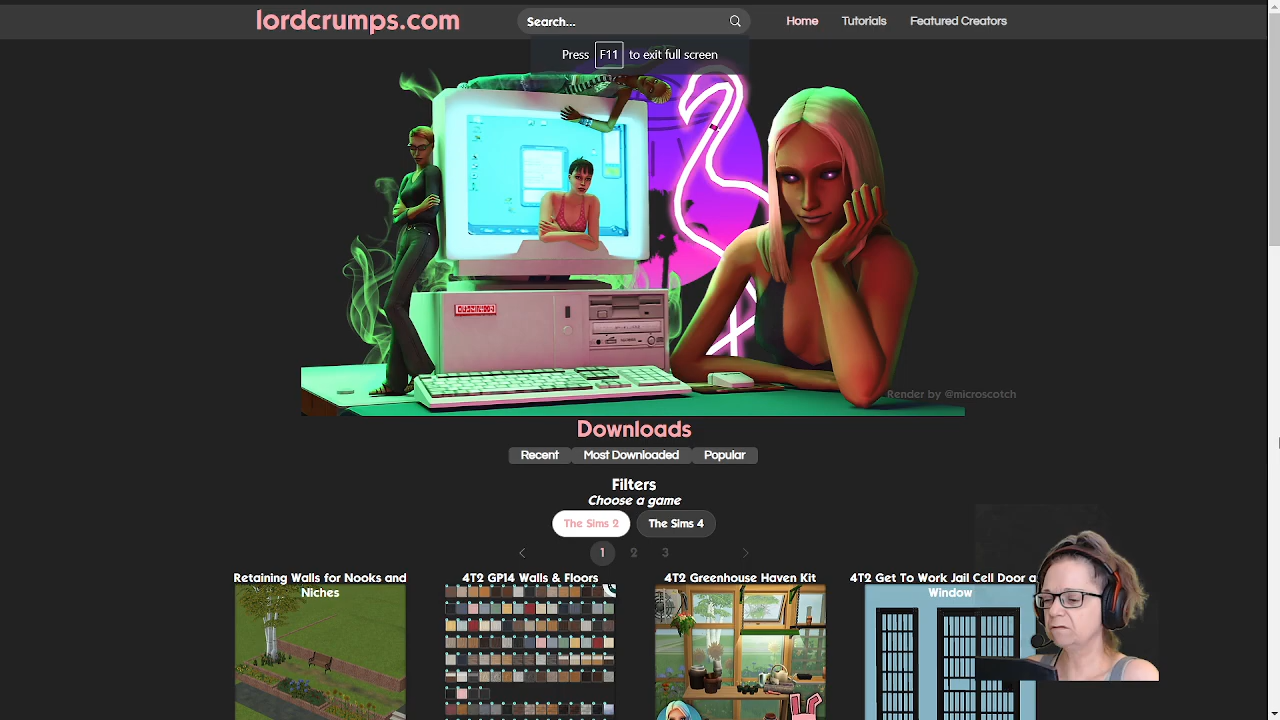 lordcrumps.com
Search...
Home
Tutorials
Featured Creators
Press F11 to exit full screen
Render by @microscotch
Downloads
Recent
Most Downloaded
Popular
Filters
Choose a game
The Sims 2
The Sims 4
1
2
3
Retaining Walls for Nooks and
Niches
4T2 GP14 Walls & Floors
4T2 Greenhouse Haven Kit
4T2 Get To Work Jail Cell Door a
Window